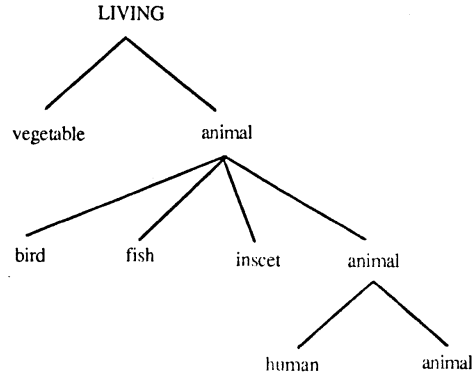 LIVING
vegetable animal
bird fish inscet animal
human animal